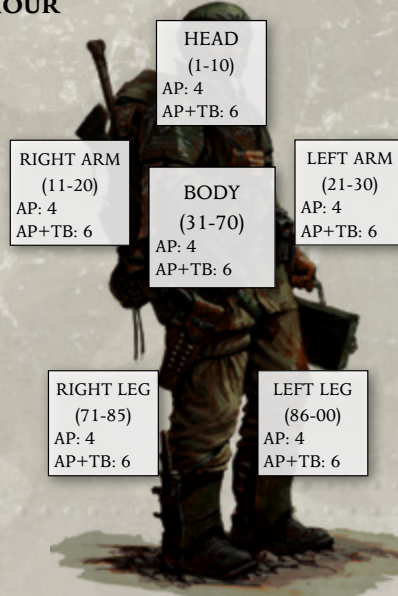 HEAD
(1-10)
AP: 4
AP+TB: 6
RIGHT ARM
(11-20)
AP: 4
AP+TB: 6
LEFT ARM
(21-30)
AP: 4
AP+TB: 6
BODY
(31-70)
AP: 4
AP+TB: 6
RIGHT LEG
(71-85)
AP: 4
AP+TB: 6
LEFT LEG
(86-00)
AP: 4
AP+TB: 6